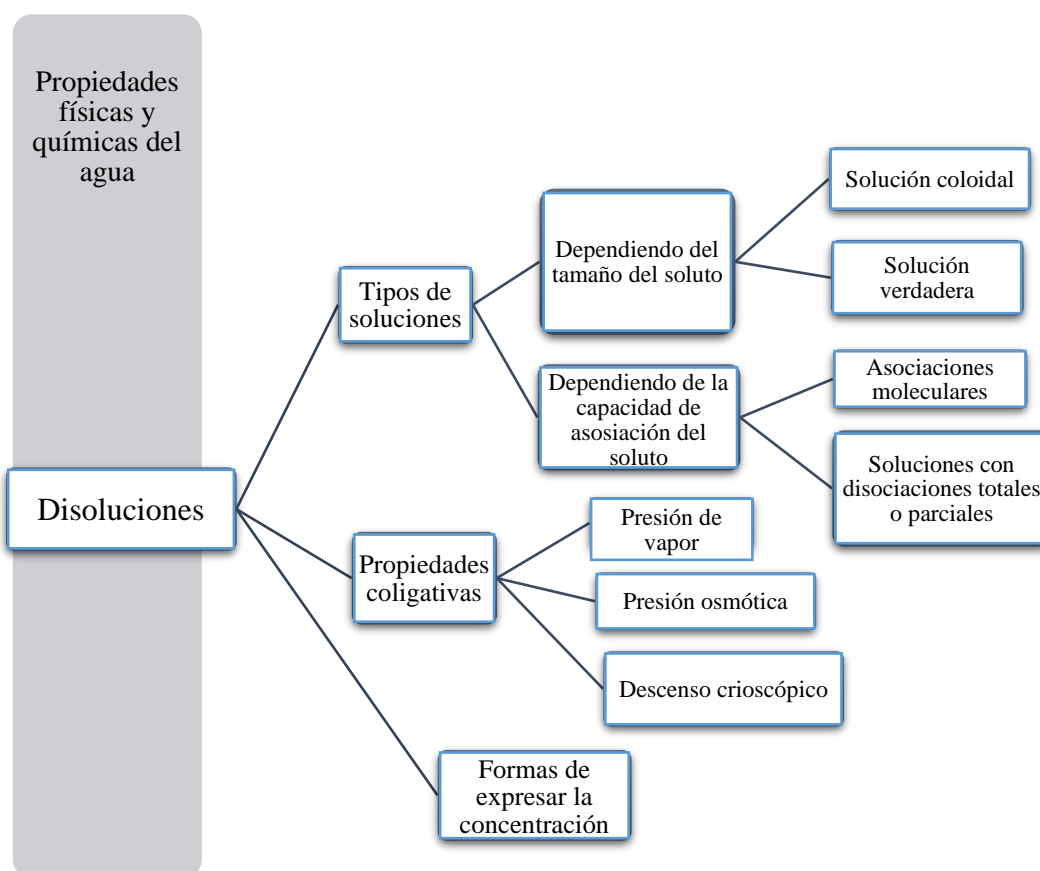 Propiedades
físicas y
químicas del
agua
Disoluciones
Tipos de
soluciones
Dependiendo del
tamaño del soluto
Solución coloidal
Solución
verdadera
Dependiendo de la
capacidad de
asosiación del
soluto
Asociaciones
moleculares
Soluciones con
disociaciones totales
o parciales
Propiedades
coligativas
Presión de
vapor
Presión osmótica
Descenso crioscópico
Formas de
expresar la
concentración